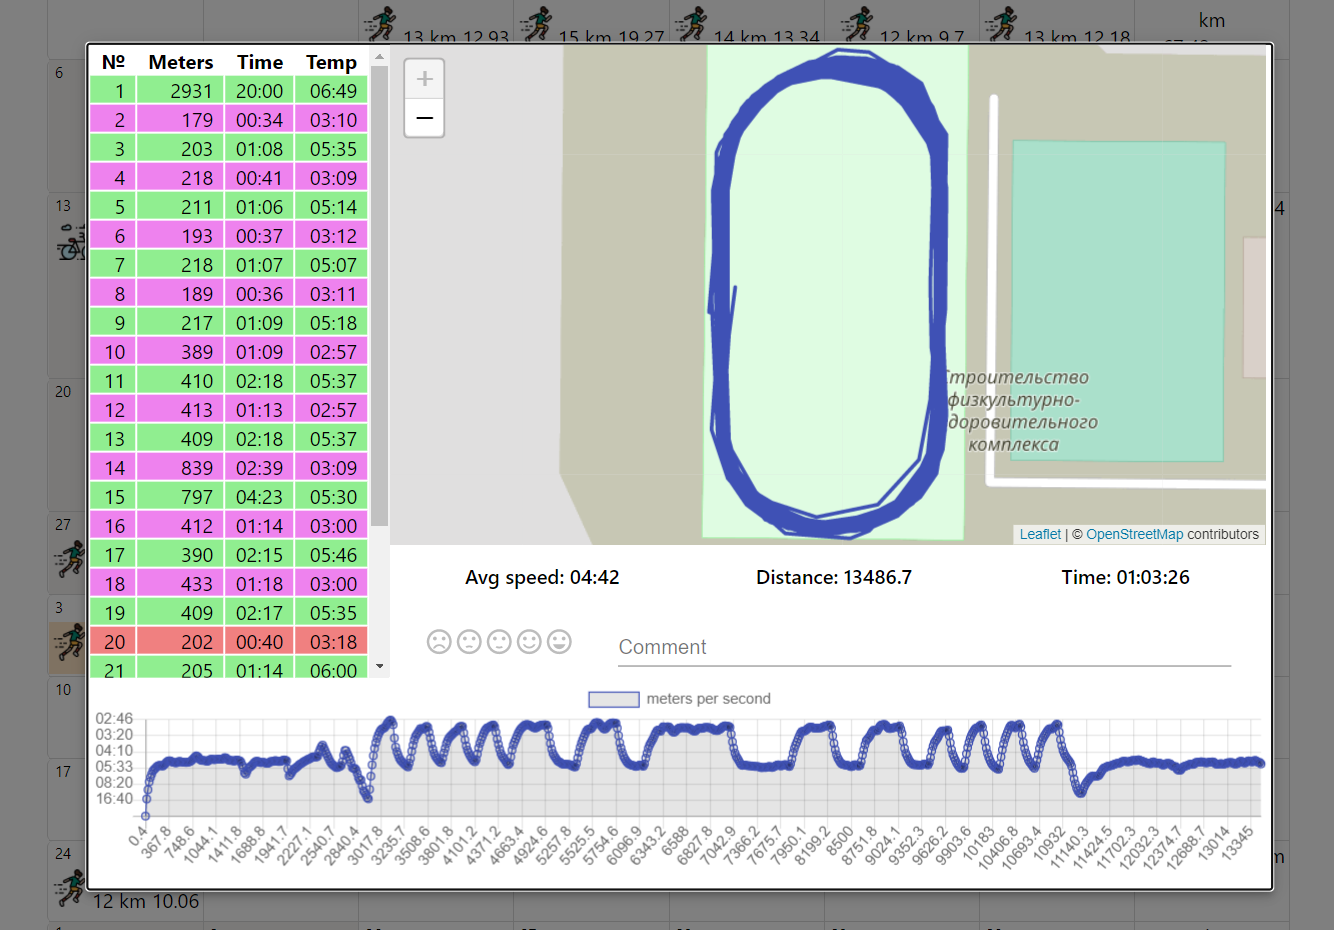 km
13 km 12.93
15 km 19.27
14 km 13.34
12 km 9.7
13 km 12.18
6
13
20
27
3
10
17
24
12 km 10.06
4
№ Meters Time Temp
1 2931 20:00 06:49
2 179 00:34 03:10
3 203 01:08 05:35
4 218 00:41 03:09
5 211 01:06 05:14
6 193 00:37 03:12
7 218 01:07 05:07
8 189 00:36 03:11
9 217 01:09 05:18
10 389 01:09 02:57
11 410 02:18 05:37
12 413 01:13 02:57
13 409 02:18 05:37
14 839 02:39 03:09
15 797 04:23 05:30
16 412 01:14 03:00
17 390 02:15 05:46
18 433 01:18 03:00
19 409 02:17 05:35
20 202 00:40 03:18
21 205 01:14 06:00
+
−
Строительство
физкультурно-
доровительного
комплекса
Leaflet | © OpenStreetMap contributors
Avg speed: 04:42
Distance: 13486.7
Time: 01:03:26
Comment
meters per second
02:46
03:20
04:10
05:33
08:20
16:40
0.4 367.8 748.6 1044.1 1411.8 1688.8 1941.7 2227.1 2540.7 2840.4 3017.8 3235.7 3508.6 3801.8 4101.2 4371.2 4663.4 4924.6 5257.8 5525.5 5754.6 6096.9 6343.2 6588 6827.8 7042.9 7366.2 7675.7 7950.1 8199.2 8500 8751.8 9024.1 9352.3 9626.2 9903.6 10183 10406.8 10693.4 10932 11140.3 11424.5 11702.3 12032.3 12374.7 12688.7 13014 13345